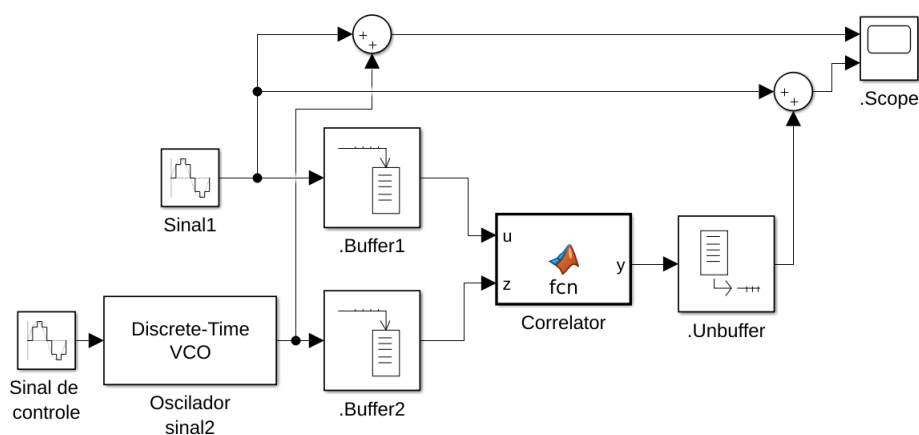 +
+
.Scope
+
+
Sinal1
.Buffer1
u
z
fcn
y
Correlator
.Unbuffer
Discrete-Time
VCO
Sinal de
controle
Oscilador
sinal2
.Buffer2